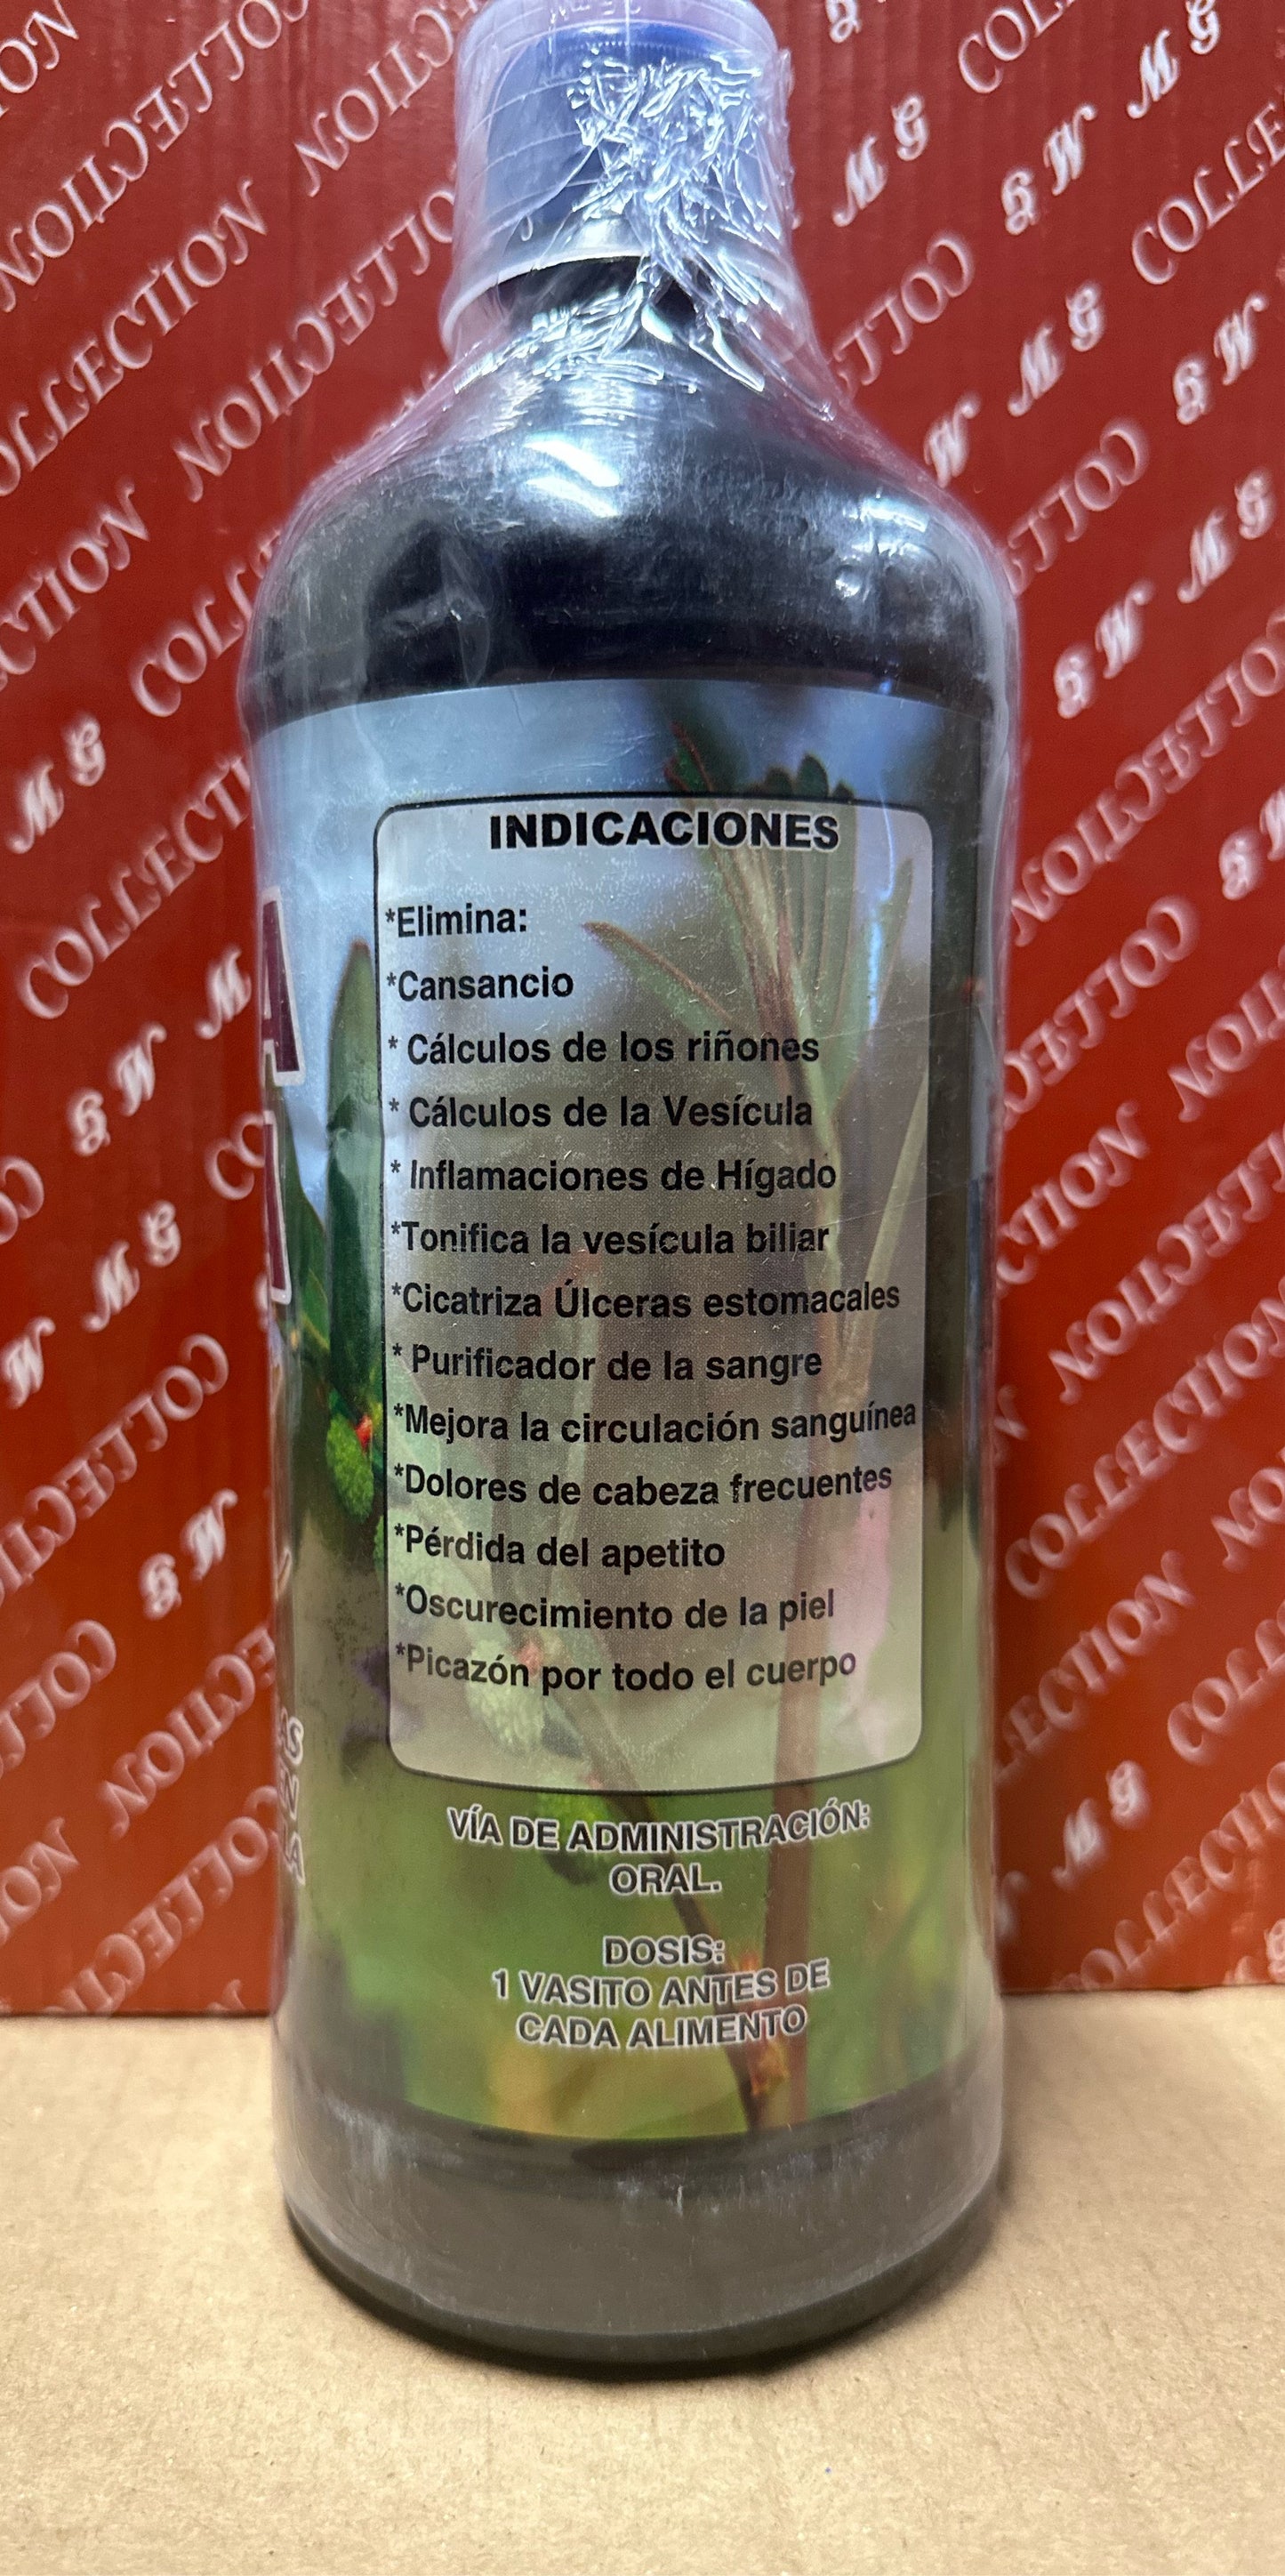 INDICACIONES
*Elimina:
*Cansancio
* Cálculos de los riñones
* Cálculos de la Vesícula
* Inflamaciones de Hígado
*Tonifica la vesícula biliar
*Cicatriza Úlceras estomacales
* Purificador de la sangre
*Mejora la circulación sanguínea
*Dolores de cabeza frecuentes
*Pérdida del apetito
*Oscurecimiento de la piel
*Picazón por todo el cuerpo
VÍA DE ADMINISTRACIÓN:
ORAL.
DOSIS:
1 VASITO ANTES DE
CADA ALIMENTO
MG COLLECTION